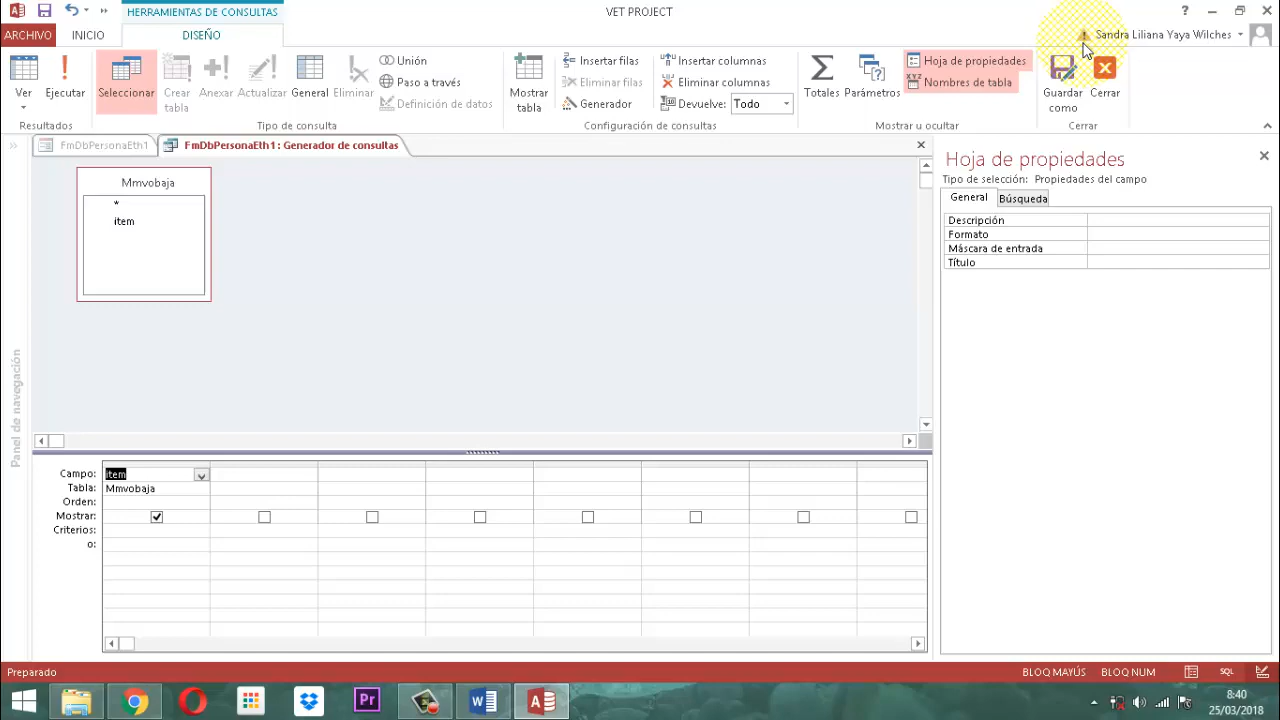 HERRAMIENTAS DE CONSULTAS
VET PROJECT
?
ARCHIVO
INICIO
DISEÑO
Sandra Liliana Yaya Wilches
Ver
Ejecutar
Resultados
Seleccionar
Crear
tabla
Anexar
Actualizar
General
Eliminar
Unión
Paso a través
Definición de datos
Tipo de consulta
Mostrar
tabla
Insertar filas
Eliminar filas
Generador
Insertar columnas
Eliminar columnas
Devuelve: Todo
Configuración de consultas
Totales
Parámetros
Hoja de propiedades
Nombres de tabla
Mostrar u ocultar
Guardar
como
Cerrar
Cerrar
FmDbPersonaEth1
FmDbPersonaEth1 : Generador de consultas
Panel de navegación
Mmvobaja
*
item
Hoja de propiedades
Tipo de selección: Propiedades del campo
General
Búsqueda
Descripción
Formato
Máscara de entrada
Título
Campo: item
Tabla: Mmvobaja
Orden:
Mostrar:
Criterios:
o:
Preparado
BLOQ MAYÚS
BLOQ NUM
SQL
Pr
8:40
25/03/2018